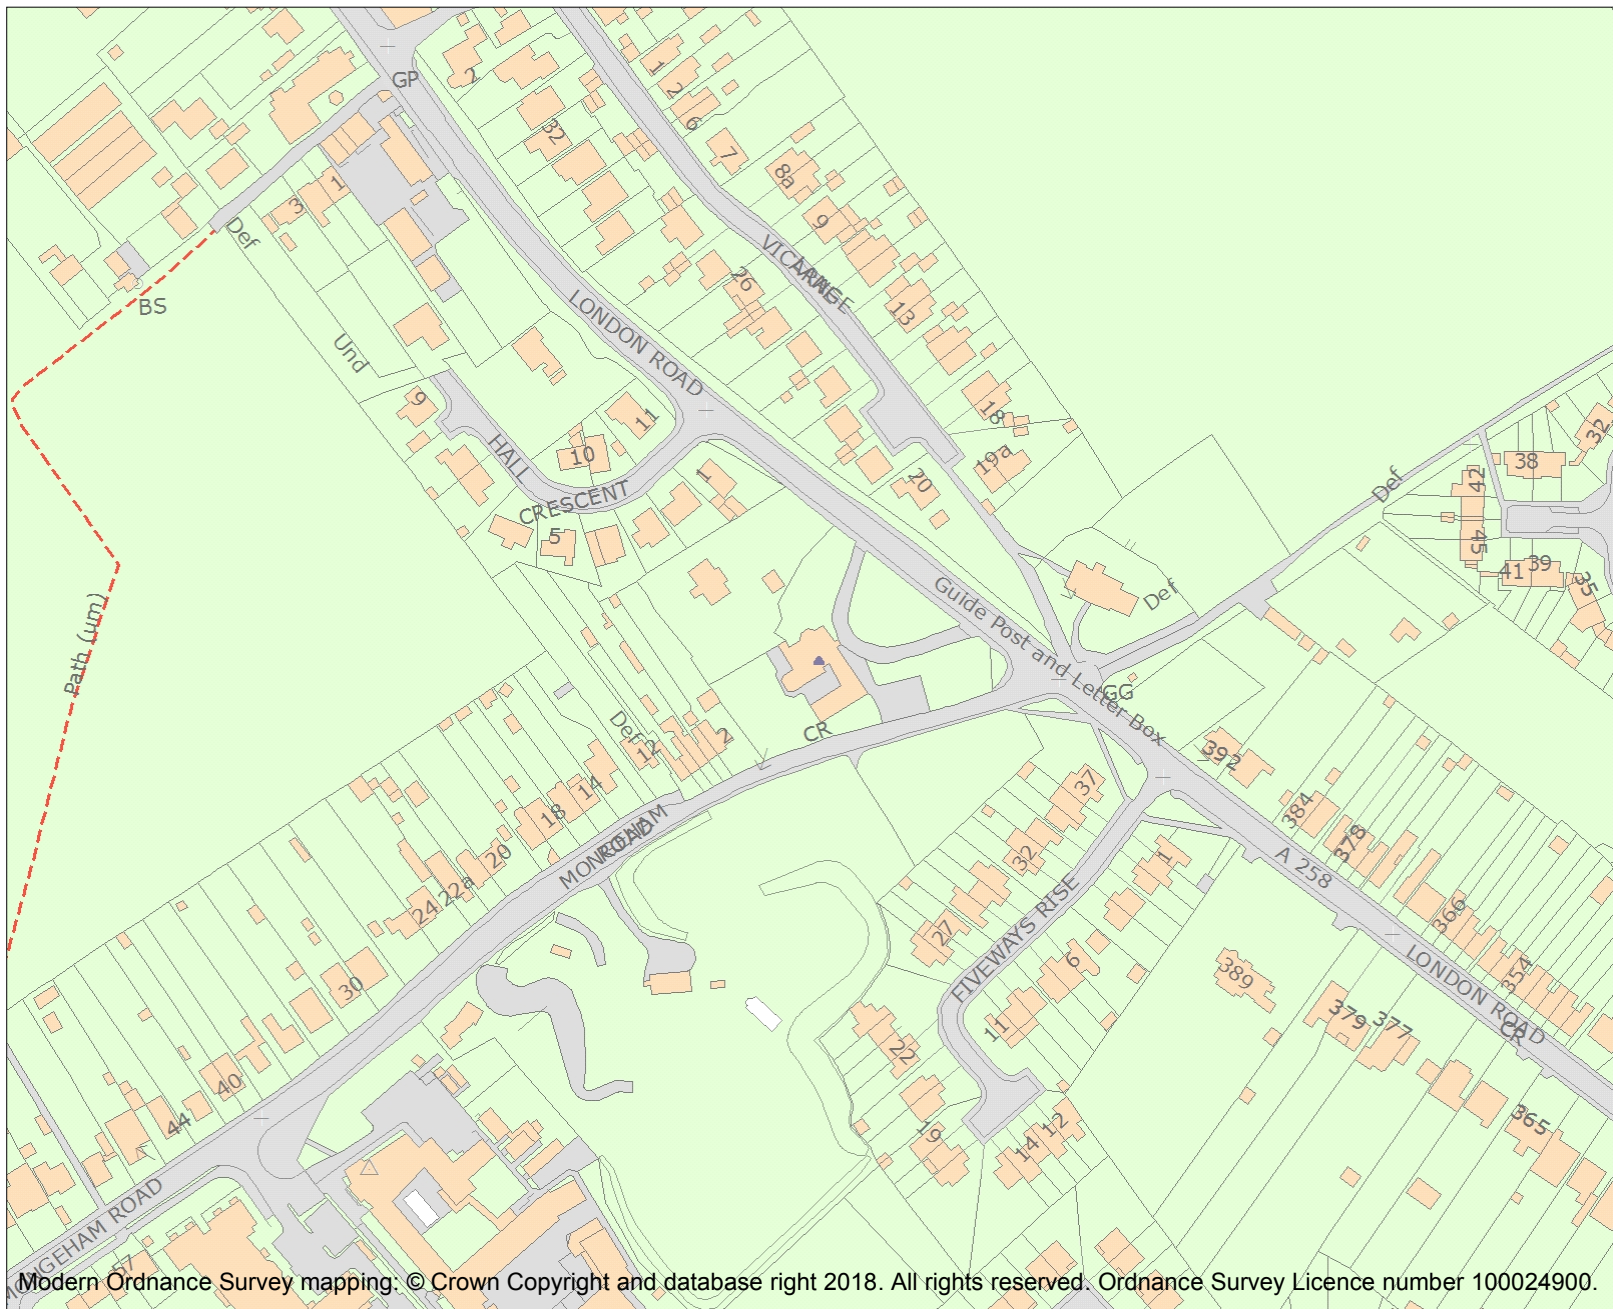 GP
2
1
2
6
7
32
8a
9
1
3
Def
VICARAGE
LANE
26
13
BS
LONDON ROAD
Und
9
11
18
HALL
10
CRESCENT
5
1
19a
20
Def
32
38
42
45
41
39
35
Guide Post and Letter Box
Def
Path (um)
GG
CR
Def
12
2
392
37
384
378
A 258
14
18
20
MONGEHAM
ROAD
32
1
22a
24
27
FIVEWAYS RISE
6
366
354
LONDON ROAD
CR
389
379
377
30
11
22
365
40
44
19
14
12
MONGEHAM ROAD
57
Modern Ordnance Survey mapping: © Crown Copyright and database right 2018. All rights reserved. Ordnance Survey Licence number 100024900.